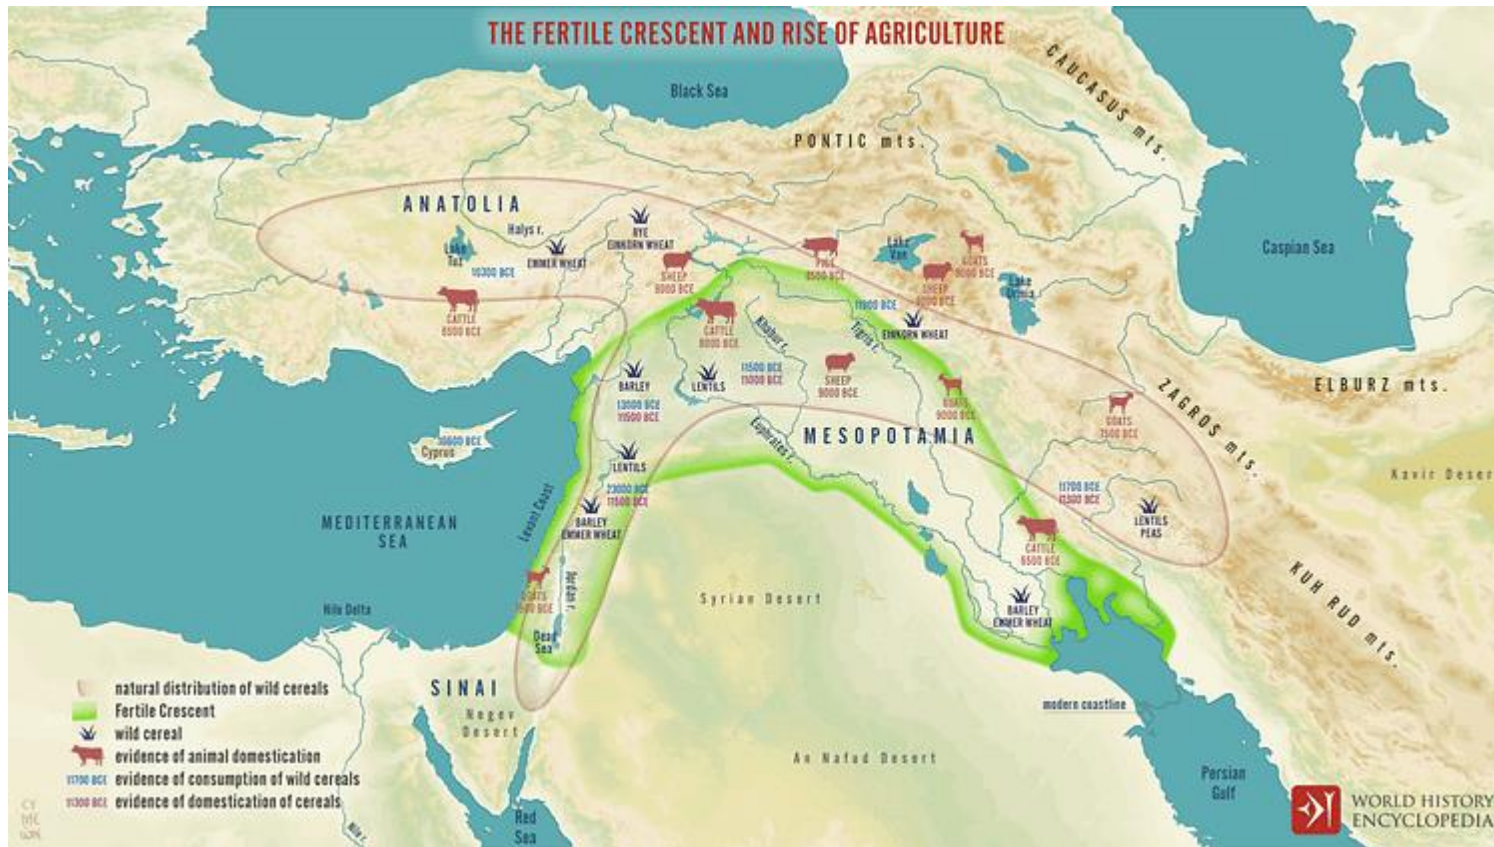 THE FERTILE CRESCENT AND RISE OF AGRICULTURE
Black Sea
CAUCASUS mts.
PONTIC mts.
ANATOLIA
Halys r.
Lake
Tuz
10300 BCE
EMMER WHEAT
RYE
EINKORN WHEAT
SHEEP
9000 BCE
CATTLE
PIGS
Lake
Van
GOATS
9000 BCE
SHEEP
Lake
Urmia
Caspian Sea
11800 BCE
EINKORN WHEAT
CATTLE
8000 BCE
Khabur r.
Tigris r.
BARLEY
13000 BCE
11500 BCE
LENTILS
11500 BCE
11000 BCE
SHEEP
9000 BCE
GOATS
9000 BCE
GOATS
7500 BCE
ZAGROS mts.
ELBURZ mts.
Cyprus
Euphrates r.
MESOPOTAMIA
LENTILS
23000 BCE
11500 BCE
BARLEY
EMMER WHEAT
11700 BCE
11300 BCE
LENTILS
PEAS
Kavir Deser
Levant Coast
MEDITERRANEAN
SEA
CATTLE
6500 BCE
GOATS
Jordan r.
Syrian Desert
BARLEY
EMMER WHEAT
KUH RUD mts.
Nile Delta
Dead
Sea
SINAI
Negev
Desert
modern coastline
An Nafud Desert
Persian
Gulf
natural distribution of wild cereals
Fertile Crescent
wild cereal
evidence of animal domestication
11700 BCE evidence of consumption of wild cereals
11300 BCE evidence of domestication of cereals
Nile r.
Red
Sea
WORLD HISTORY
ENCYCLOPEDIA